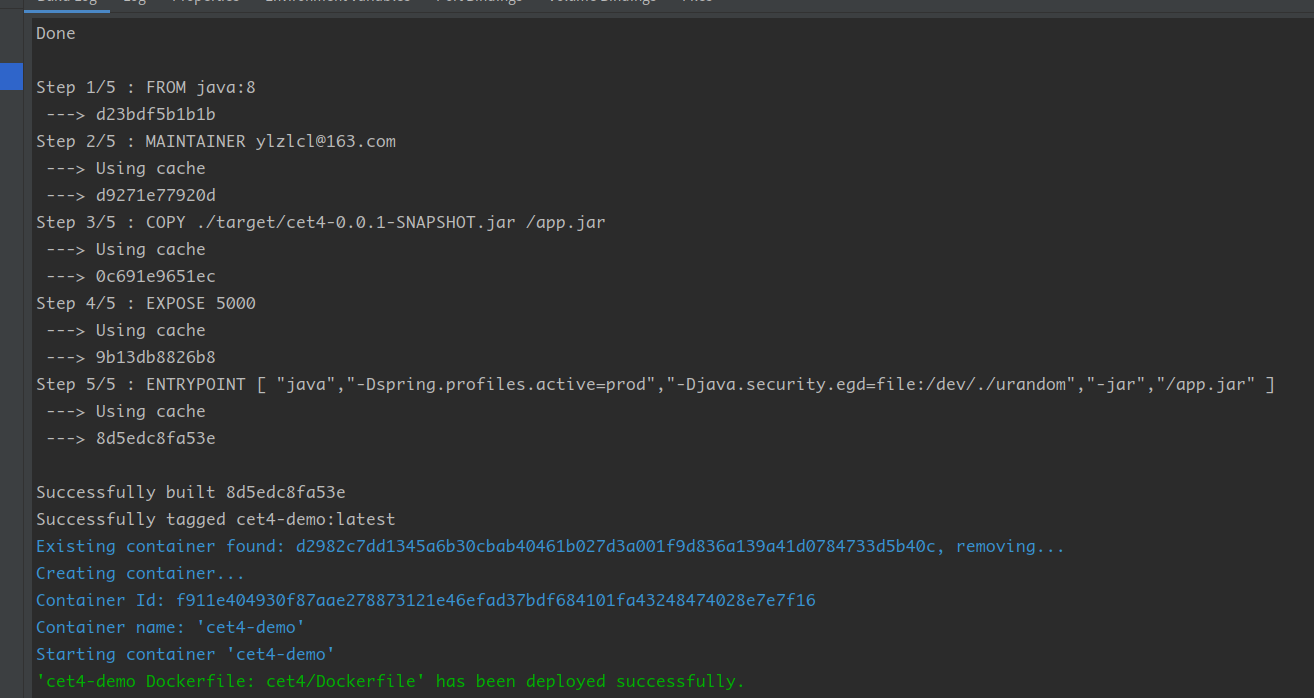 Done
Step 1/5 : FROM java:8
---> d23bdf5b1b1b
Step 2/5 : MAINTAINER ylzlcl@163.com
---> Using cache
---> d9271e77920d
Step 3/5 : COPY ./target/cet4-0.0.1-SNAPSHOT.jar /app.jar
---> Using cache
---> 0c691e9651ec
Step 4/5 : EXPOSE 5000
---> Using cache
---> 9b13db8826b8
Step 5/5 : ENTRYPOINT [ "java","-Dspring.profiles.active=prod","-Djava.security.egd=file:/dev/./urandom","-jar","/app.jar" ]
---> Using cache
---> 8d5edc8fa53e
Successfully built 8d5edc8fa53e
Successfully tagged cet4-demo:latest
Existing container found: d2982c7dd1345a6b30cbab40461b027d3a001f9d836a139a41d0784733d5b40c, removing...
Creating container...
Container Id: f911e404930f87aae278873121e46efad37bdf684101fa43248474028e7e7f16
Container name: 'cet4-demo'
Starting container 'cet4-demo'
'cet4-demo Dockerfile: cet4/Dockerfile' has been deployed successfully.